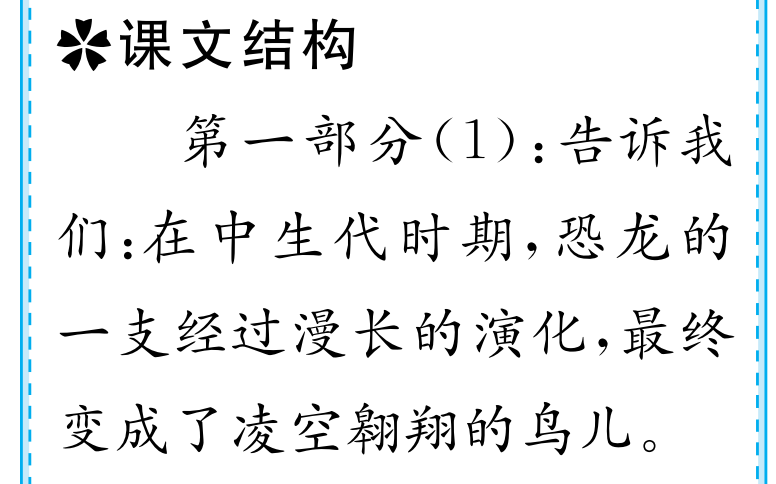 课文结构
第一部分(1):告诉我
们:在中生代时期,恐龙的
一支经过漫长的演化,最终
变成了凌空翱翔的鸟儿。